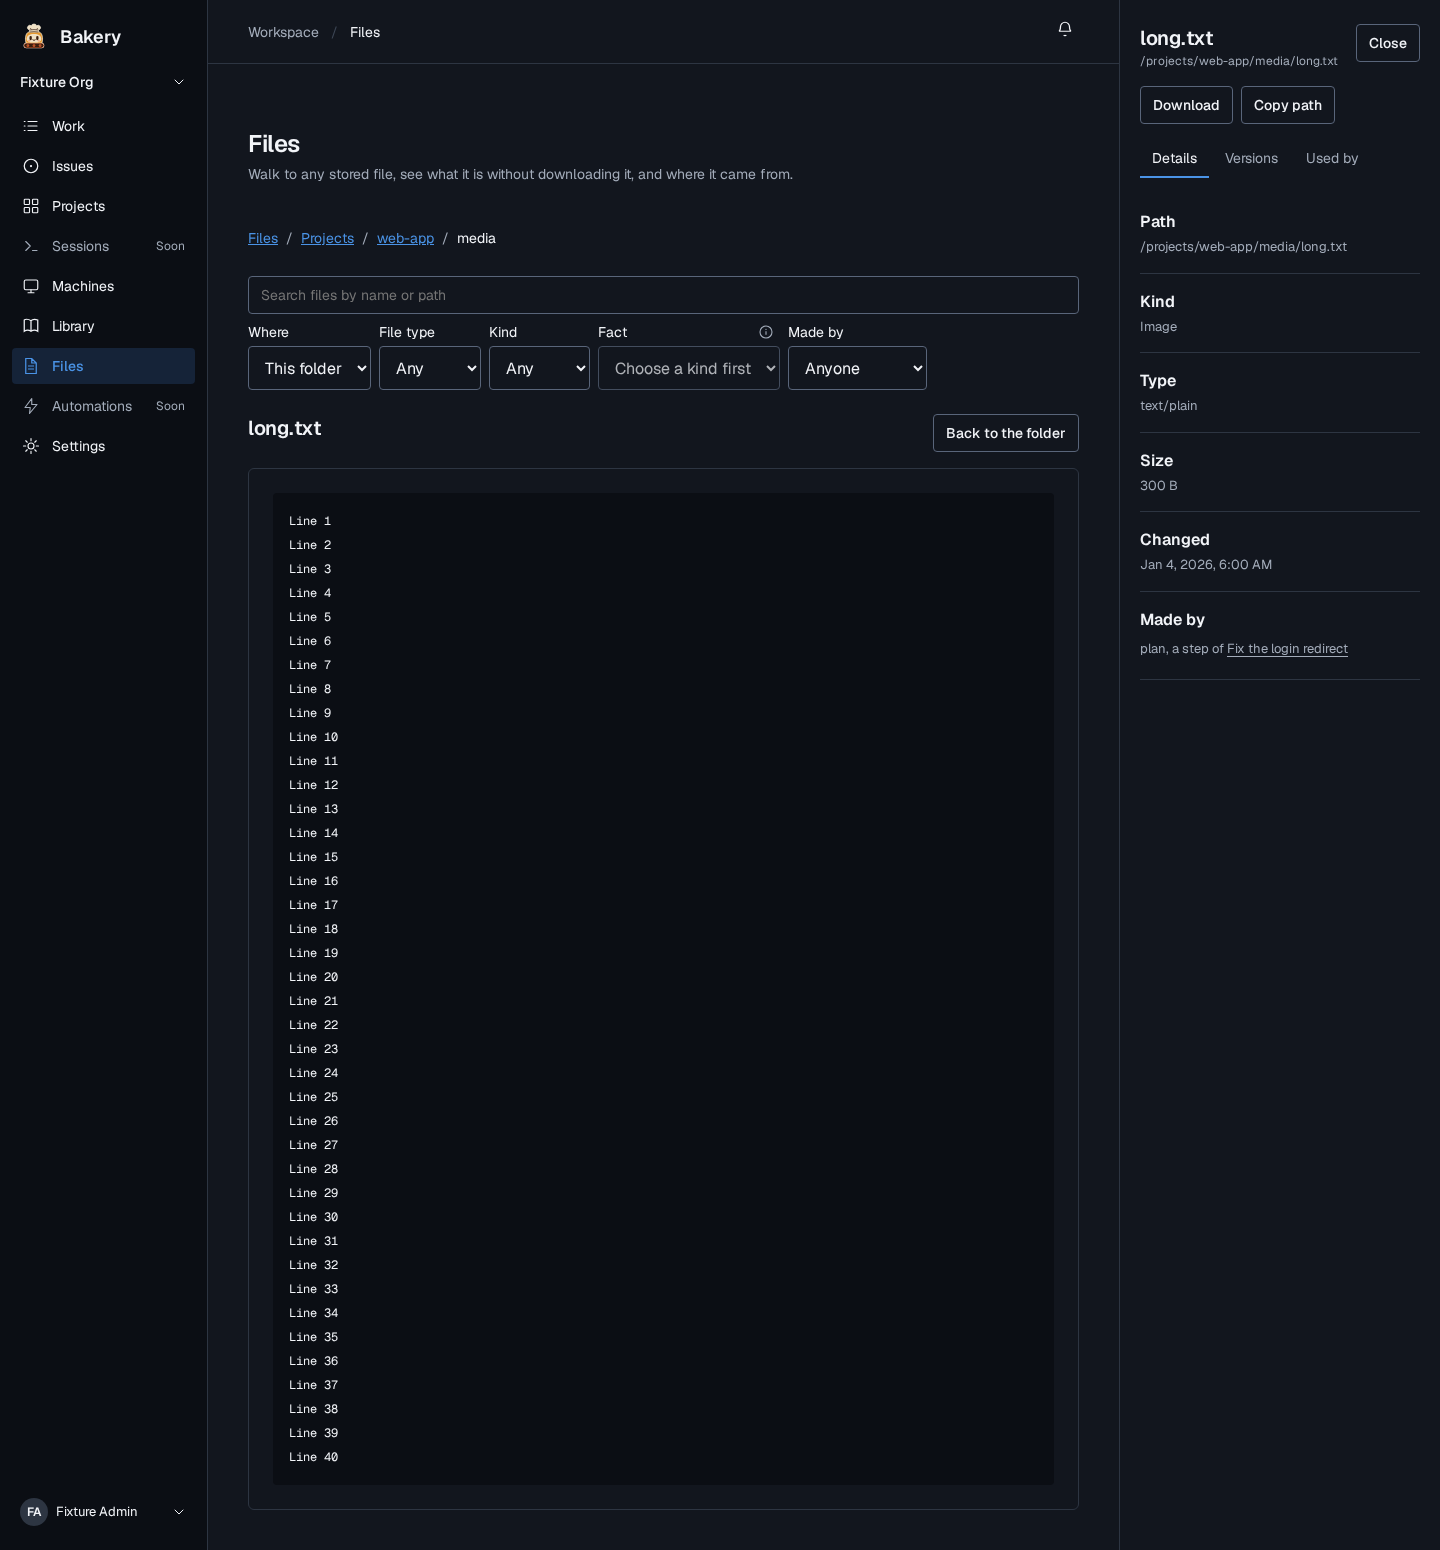 Bakery
Fixture Org
Work
Issues
Projects
Sessions Soon
Machines
Library
Files
Automations Soon
Settings
FA Fixture Admin
Workspace / Files
Files
Walk to any stored file, see what it is without downloading it, and where it came from.
Files / Projects / web-app / media
Search files by name or path
Where File type Kind Fact Made by
This folder Any Any Choose a kind first Anyone
long.txt Back to the folder
Line 1
Line 2
Line 3
Line 4
Line 5
Line 6
Line 7
Line 8
Line 9
Line 10
Line 11
Line 12
Line 13
Line 14
Line 15
Line 16
Line 17
Line 18
Line 19
Line 20
Line 21
Line 22
Line 23
Line 24
Line 25
Line 26
Line 27
Line 28
Line 29
Line 30
Line 31
Line 32
Line 33
Line 34
Line 35
Line 36
Line 37
Line 38
Line 39
Line 40
long.txt
/projects/web-app/media/long.txt
Close
Download Copy path
Details Versions Used by
Path
/projects/web-app/media/long.txt
Kind
Image
Type
text/plain
Size
300 B
Changed
Jan 4, 2026, 6:00 AM
Made by
plan, a step of Fix the login redirect